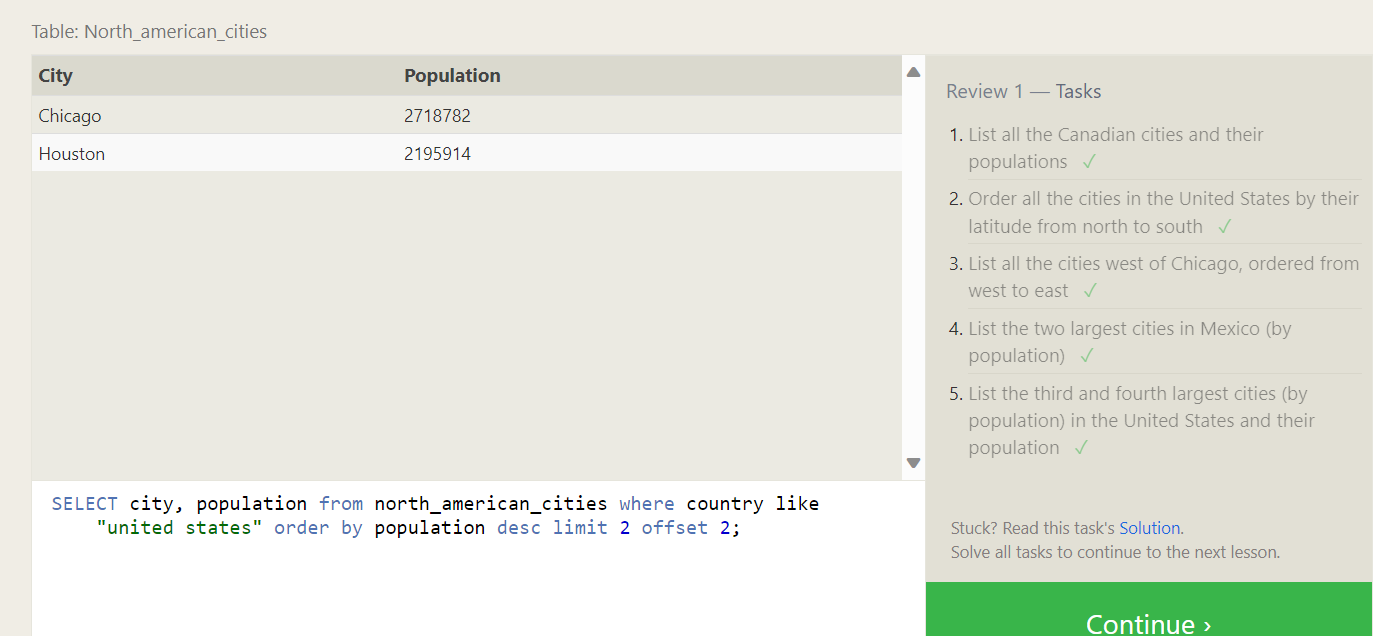 Table: North_american_cities
City Population
Chicago 2718782
Houston 2195914
SELECT city, population from north_american_cities where country like
"united states" order by population desc limit 2 offset 2;
Review 1 — Tasks
1. List all the Canadian cities and their
populations ✓
2. Order all the cities in the United States by their
latitude from north to south ✓
3. List all the cities west of Chicago, ordered from
west to east ✓
4. List the two largest cities in Mexico (by
population) ✓
5. List the third and fourth largest cities (by
population) in the United States and their
population ✓
Stuck? Read this task's Solution.
Solve all tasks to continue to the next lesson.
Continue ›